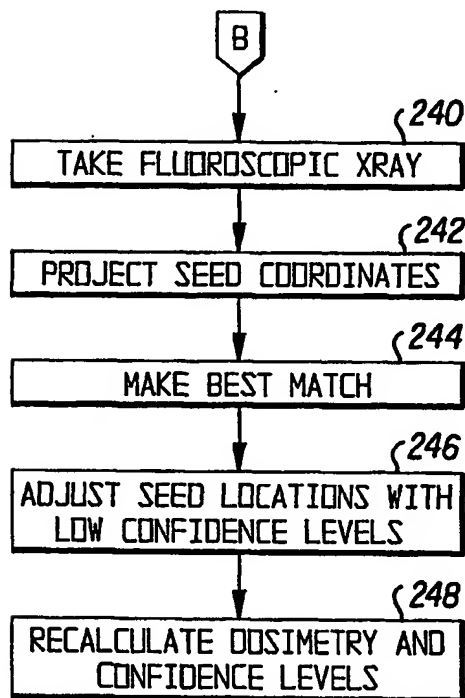 B
240
TAKE FLUOROSCOPIC XRAY
242
PROJECT SEED COORDINATES
244
MAKE BEST MATCH
246
ADJUST SEED LOCATIONS WITH
LOW CONFIDENCE LEVELS
248
RECALCULATE DOSIMETRY AND
CONFIDENCE LEVELS